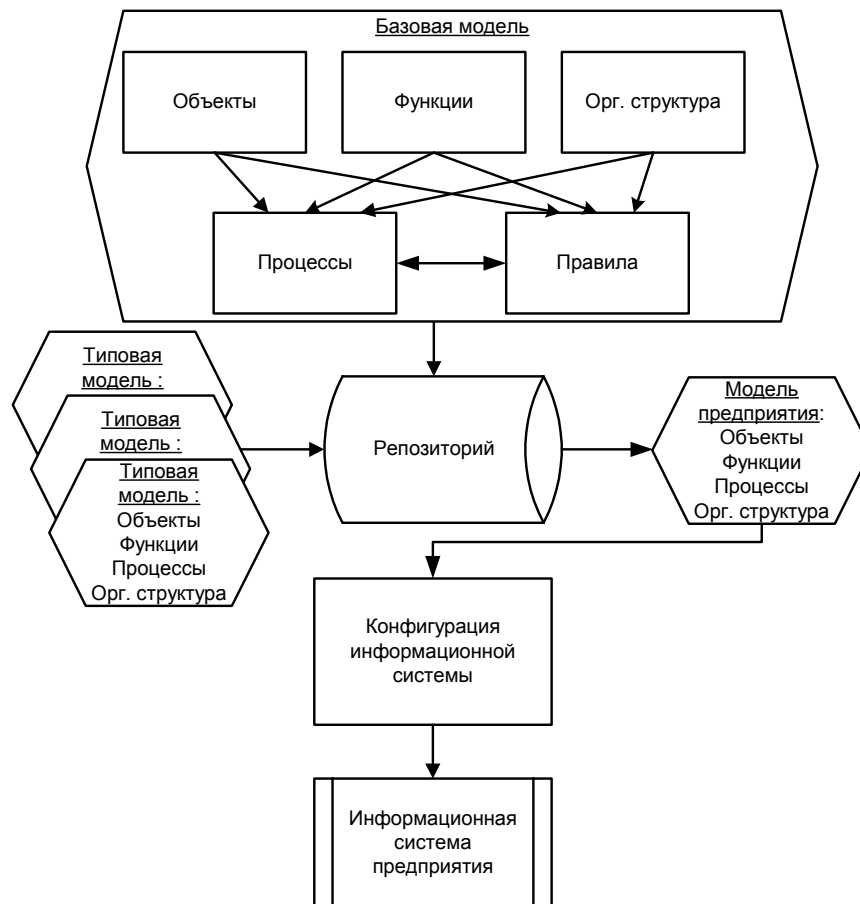 Базовая модель
Объекты
Функции
Орг. структура
Процессы
Правила
Типовая
модель :
Типовая
модель :
Типовая
модель :
Объекты
Функции
Процессы
Орг. структура
Репозиторий
Модель
предприятия:
Объекты
Функции
Процессы
Орг. структура
Конфигурация
информационной
системы
Информационная
система
предприятия